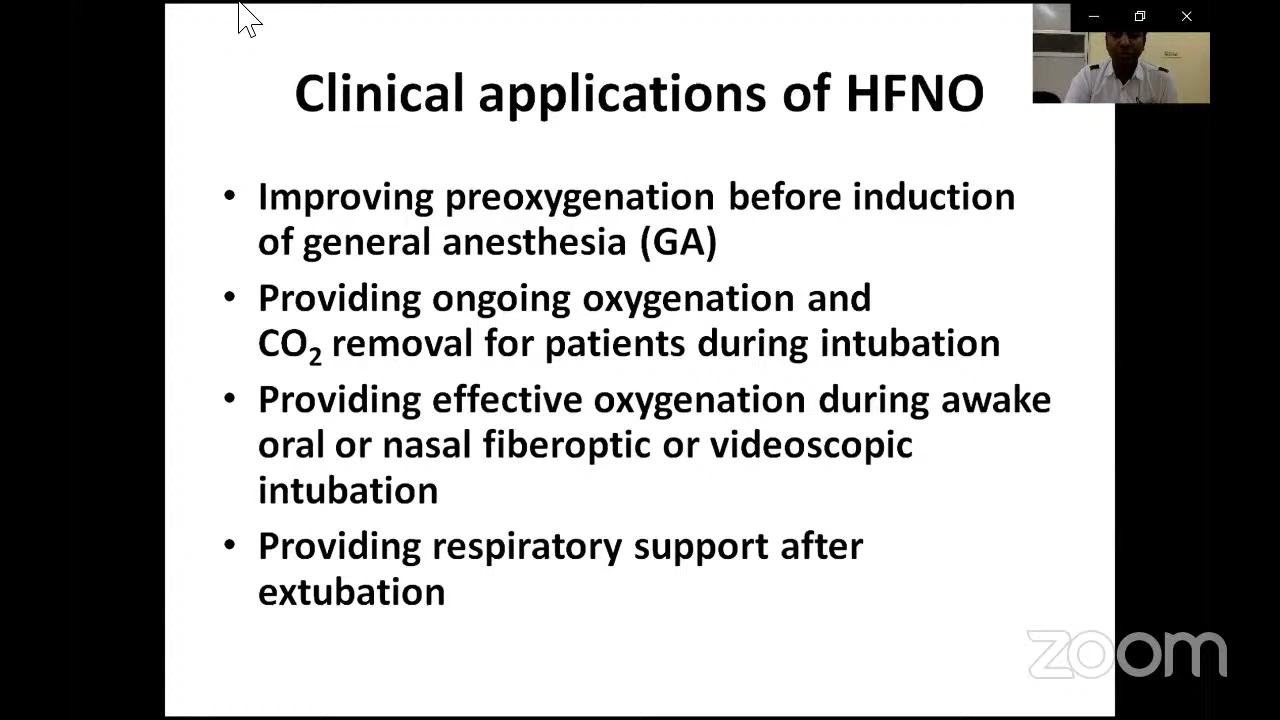 Clinical applications of HFNO
• Improving preoxygenation before induction
of general anesthesia (GA)
• Providing ongoing oxygenation and
CO₂ removal for patients during intubation
• Providing effective oxygenation during awake
oral or nasal fiberoptic or videoscopic
intubation
• Providing respiratory support after
extubation
zoom